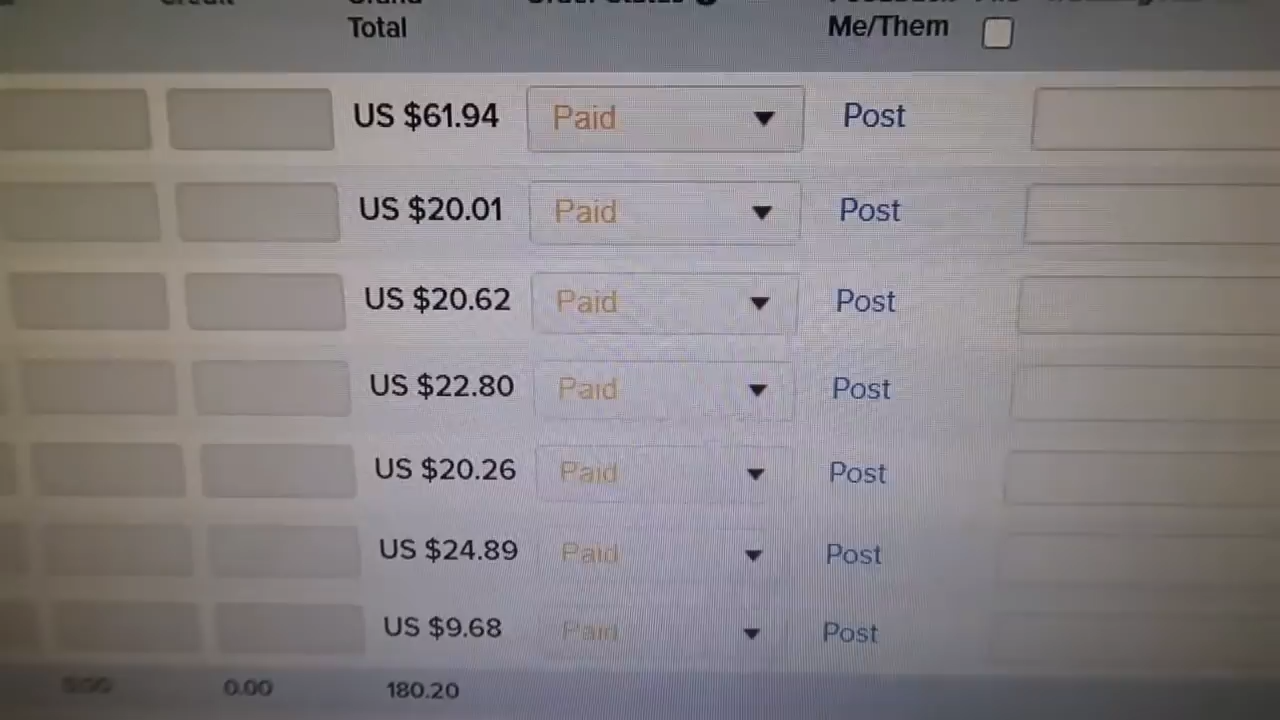 Total
Me/Them
US $61.94 Paid Post
US $20.01 Paid Post
US $20.62 Paid Post
US $22.80 Paid Post
US $20.26 Paid Post
US $24.89 Paid Post
US $9.68 Paid Post
0.00 180.20